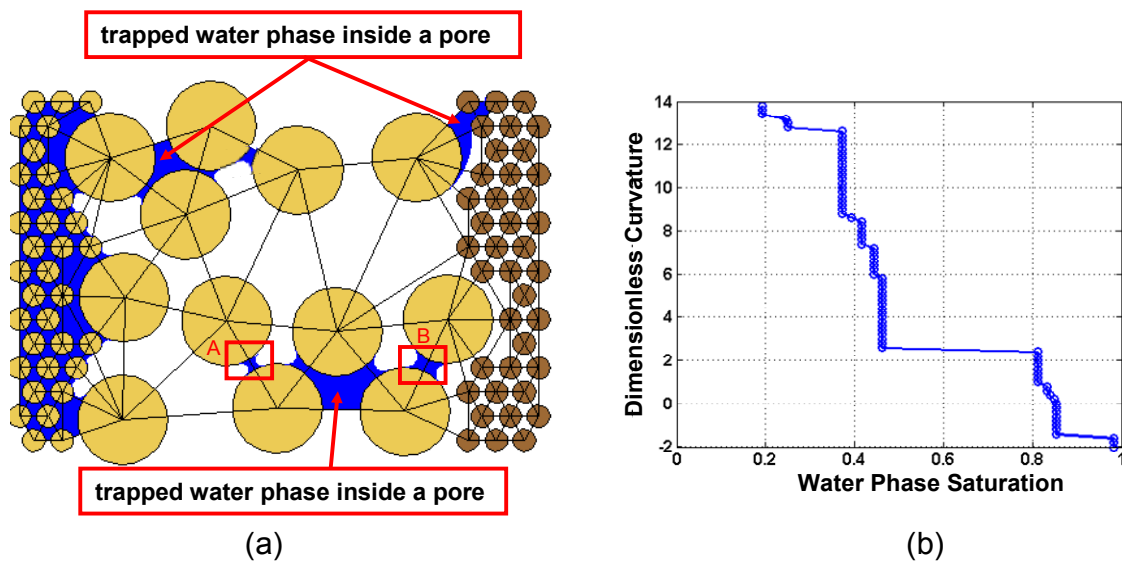 trapped water phase inside a pore
A
B
trapped water phase inside a pore
(a)
Dimensionless Curvature
14
12
10
8
6
4
2
0
-2
0
0.2
0.4
0.6
0.8
1
Water Phase Saturation
(b)